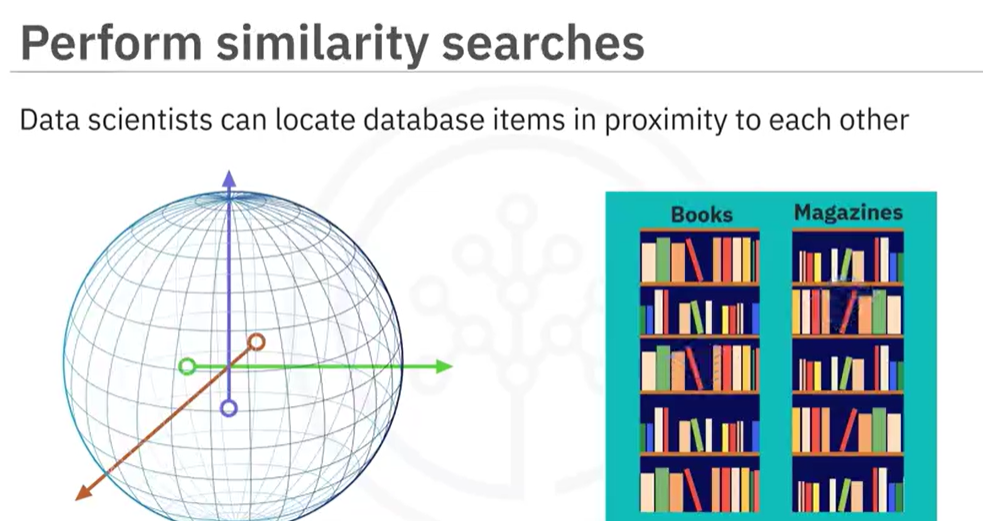 Perform similarity searches
Data scientists can locate database items in proximity to each other
Books
Magazines